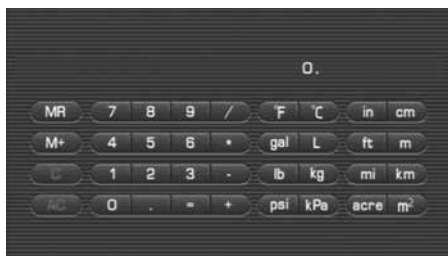 0.
MR 7 8 9 / °F °C in cm
M+ 4 5 6 * gal L ft m
C 1 2 3 - lb kg mi km
AC 0 . = + psi kPa acre m²